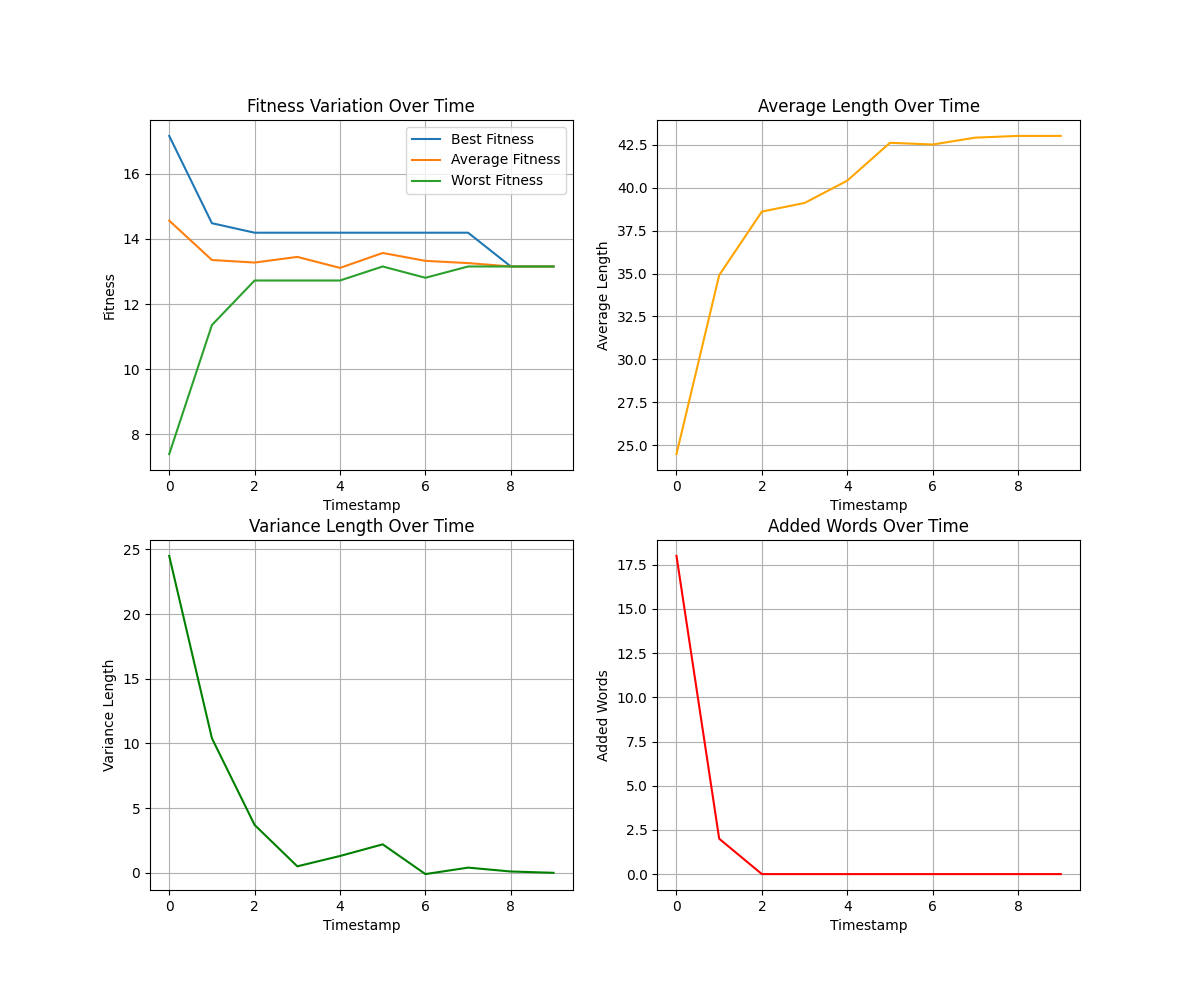 Fitness Variation Over Time
Best Fitness
Average Fitness
Worst Fitness
16
14
12
10
8
Fitness
0 2 4 6 8
Timestamp
Average Length Over Time
42.5
40.0
37.5
35.0
32.5
30.0
27.5
25.0
Average Length
0 2 4 6 8
Timestamp
Variance Length Over Time
25
20
15
10
5
0
Variance Length
0 2 4 6 8
Timestamp
Added Words Over Time
17.5
15.0
12.5
10.0
7.5
5.0
2.5
0.0
Added Words
0 2 4 6 8
Timestamp